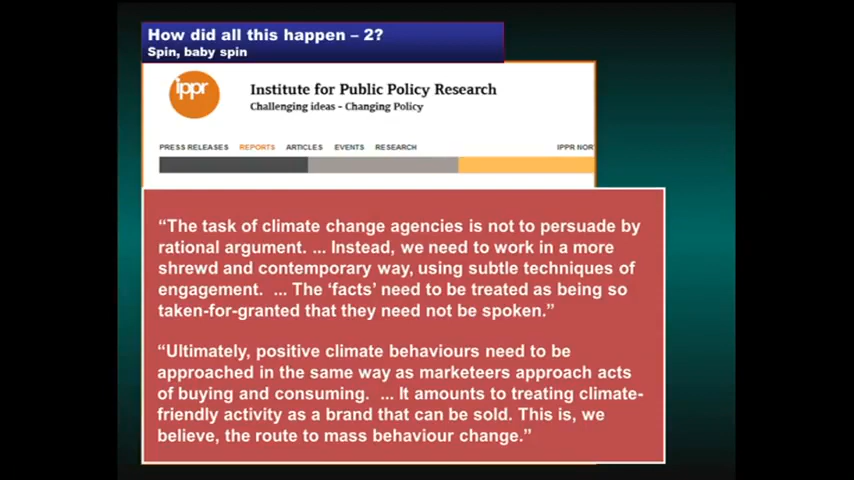 How did all this happen – 2?
Spin, baby spin
ippr
Institute for Public Policy Research
Challenging ideas – Changing Policy
PRESS RELEASES REPORTS ARTICLES EVENTS RESEARCH IPPR NOR
“The task of climate change agencies is not to persuade by
rational argument. ... Instead, we need to work in a more
shrewd and contemporary way, using subtle techniques of
engagement. ... The ‘facts’ need to be treated as being so
taken-for-granted that they need not be spoken.”
“Ultimately, positive climate behaviours need to be
approached in the same way as marketeers approach acts
of buying and consuming. ... It amounts to treating climate-
friendly activity as a brand that can be sold. This is, we
believe, the route to mass behaviour change.”